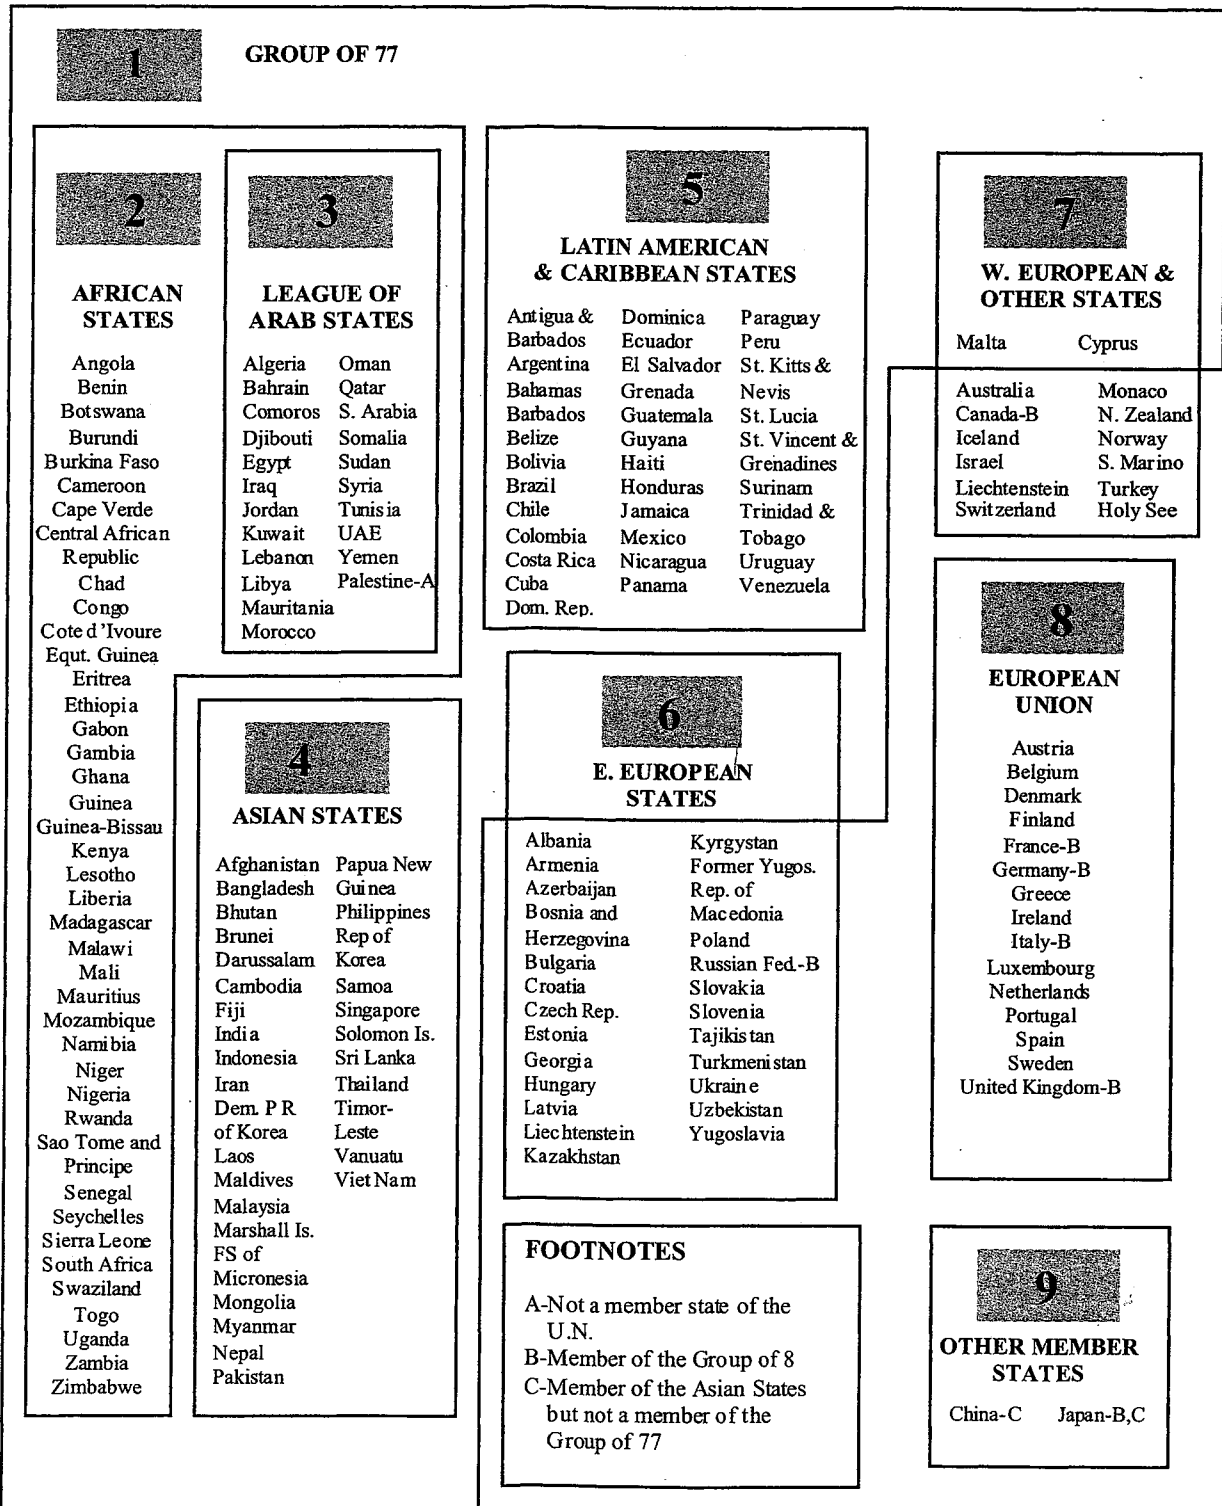 1
GROUP OF 77
2
AFRICAN
STATES
Angola
Benin
Botswana
Burundi
Burkina Faso
Cameroon
Cape Verde
Central African
Republic
Chad
Congo
Cote d'Ivoure
Equt. Guinea
Eritrea
Ethiopia
Gabon
Gambia
Ghana
Guinea
Guinea-Bissau
Kenya
Lesotho
Liberia
Madagascar
Malawi
Mali
Mauritius
Mozambique
Namibia
Niger
Nigeria
Rwanda
Sao Tome and
Principe
Senegal
Seychelles
Sierra Leone
South Africa
Swaziland
Togo
Uganda
Zambia
Zimbabwe
3
LEAGUE OF
ARAB STATES
Algeria
Bahrain
Comoros
Djibouti
Egypt
Iraq
Jordan
Kuwait
Lebanon
Libya
Mauritania
Morocco
Oman
Qatar
S. Arabia
Somalia
Sudan
Syria
Tunisia
UAE
Yemen
Palestine-A
4
ASIAN STATES
Afghanistan
Bangladesh
Bhutan
Brunei
Darussalam
Cambodia
Fiji
India
Indonesia
Iran
Dem. P R
of Korea
Laos
Maldives
Malaysia
Marshall Is.
FS of
Micronesia
Mongolia
Myanmar
Nepal
Pakistan
Papua New
Guinea
Philippines
Rep of
Korea
Samoa
Singapore
Solomon Is.
Sri Lanka
Thailand
Timor-
Leste
Vanuatu
Viet Nam
5
LATIN AMERICAN
& CARIBBEAN STATES
Antigua &
Barbados
Argentina
Bahamas
Barbados
Belize
Bolivia
Brazil
Chile
Colombia
Costa Rica
Cuba
Dom. Rep.
Dominica
Ecuador
El Salvador
Grenada
Guatemala
Guyana
Haiti
Honduras
Jamaica
Mexico
Nicaragua
Panama
Paraguay
Peru
St. Kitts &
Nevis
St. Lucia
St. Vincent &
Grenadines
Surinam
Trinidad &
Tobago
Uruguay
Venezuela
6
E. EUROPEAN
STATES
Albania
Armenia
Azerbaijan
Bosnia and
Herzegovina
Bulgaria
Croatia
Czech Rep.
Estonia
Georgia
Hungary
Latvia
Liechtenstein
Kazakhstan
Kyrgystan
Former Yugos.
Rep. of
Macedonia
Poland
Russian Fed.-B
Slovakia
Slovenia
Tajikistan
Turkmenistan
Ukraine
Uzbekistan
Yugoslavia
7
W. EUROPEAN &
OTHER STATES
Malta
Cyprus
Australia
Canada-B
Iceland
Israel
Liechtenstein
Switzerland
Monaco
N. Zealand
Norway
S. Marino
Turkey
Holy See
8
EUROPEAN
UNION
Austria
Belgium
Denmark
Finland
France-B
Germany-B
Greece
Ireland
Italy-B
Luxembourg
Netherlands
Portugal
Spain
Sweden
United Kingdom-B
FOOTNOTES
A-Not a member state of the
U.N.
B-Member of the Group of 8
C-Member of the Asian States
but not a member of the
Group of 77
9
OTHER MEMBER
STATES
China-C
Japan-B,C